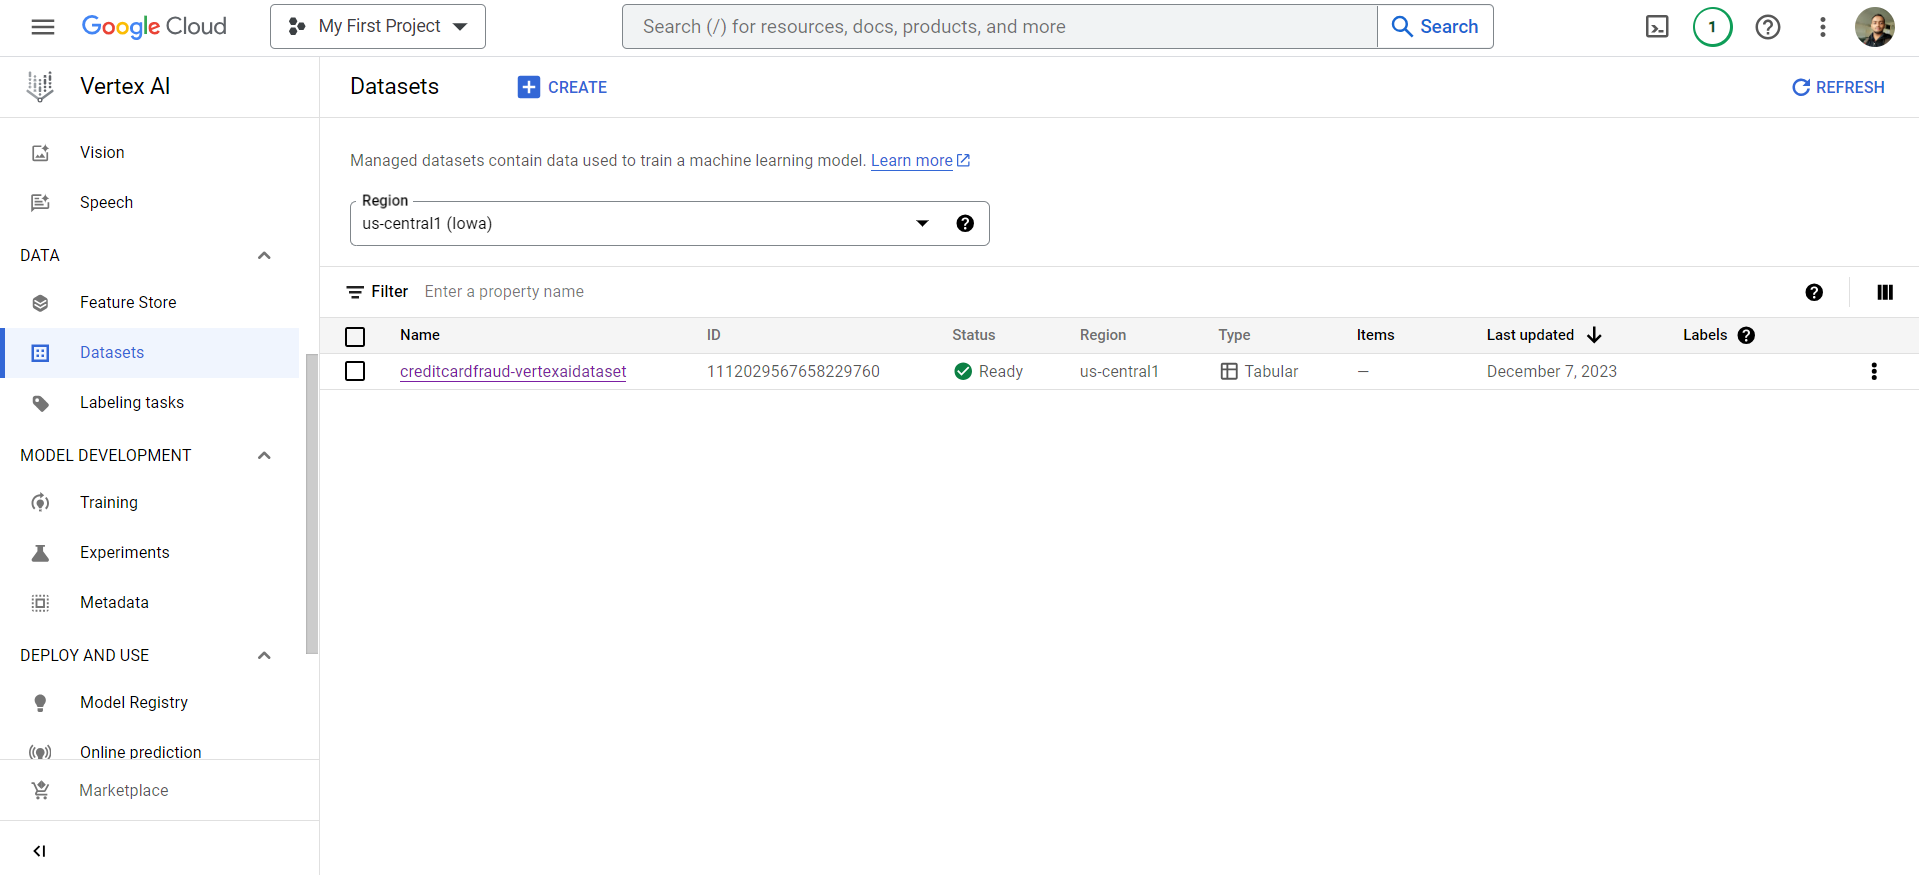 Google Cloud
My First Project
Search (/) for resources, docs, products, and more
Search
1
Vertex AI
Datasets
CREATE
REFRESH
Vision
Speech
DATA
Feature Store
Datasets
Labeling tasks
MODEL DEVELOPMENT
Training
Experiments
Metadata
DEPLOY AND USE
Model Registry
Online prediction
Marketplace
Managed datasets contain data used to train a machine learning model. Learn more
Region
us-central1 (Iowa)
Filter Enter a property name
Name ID Status Region Type Items Last updated Labels
creditcardfraud-vertexaidataset 1112029567658229760 Ready us-central1 Tabular — December 7, 2023